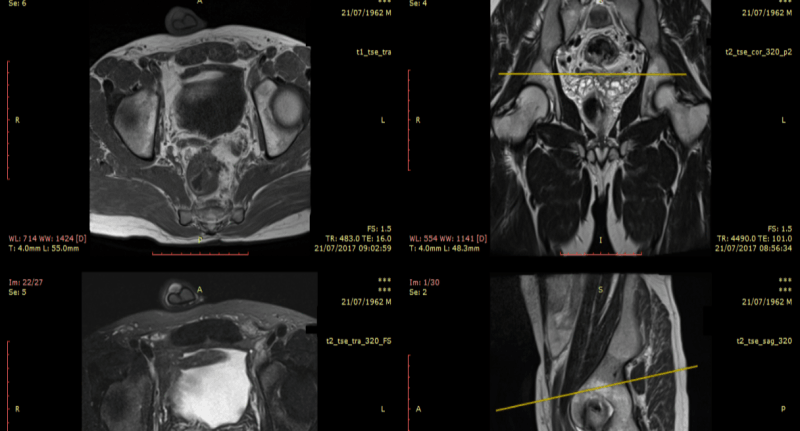 Se: 6
A
21/07/1962 M
t1_tse_tra
R
L
WL: 714 WW: 1424 [D]
T: 4.0mm L: 55.0mm
FS: 1.5
TR: 483.0 TE: 16.0
21/07/2017 09:02:59
Se: 4
21/07/1962 M
t2_tse_cor_320_p2
R
L
WL: 554 WW: 1141 [D]
T: 4.0mm L: 48.3mm
I
FS: 1.5
TR: 4490.0 TE: 101.0
21/07/2017 08:56:34
Im: 22/27
Se: 5
A
***
***
21/07/1962 M
t2_tse_tra_320_FS
R
L
Im: 1/30
Se: 2
S
***
***
21/07/1962 M
t2_tse_sag_320
A
P